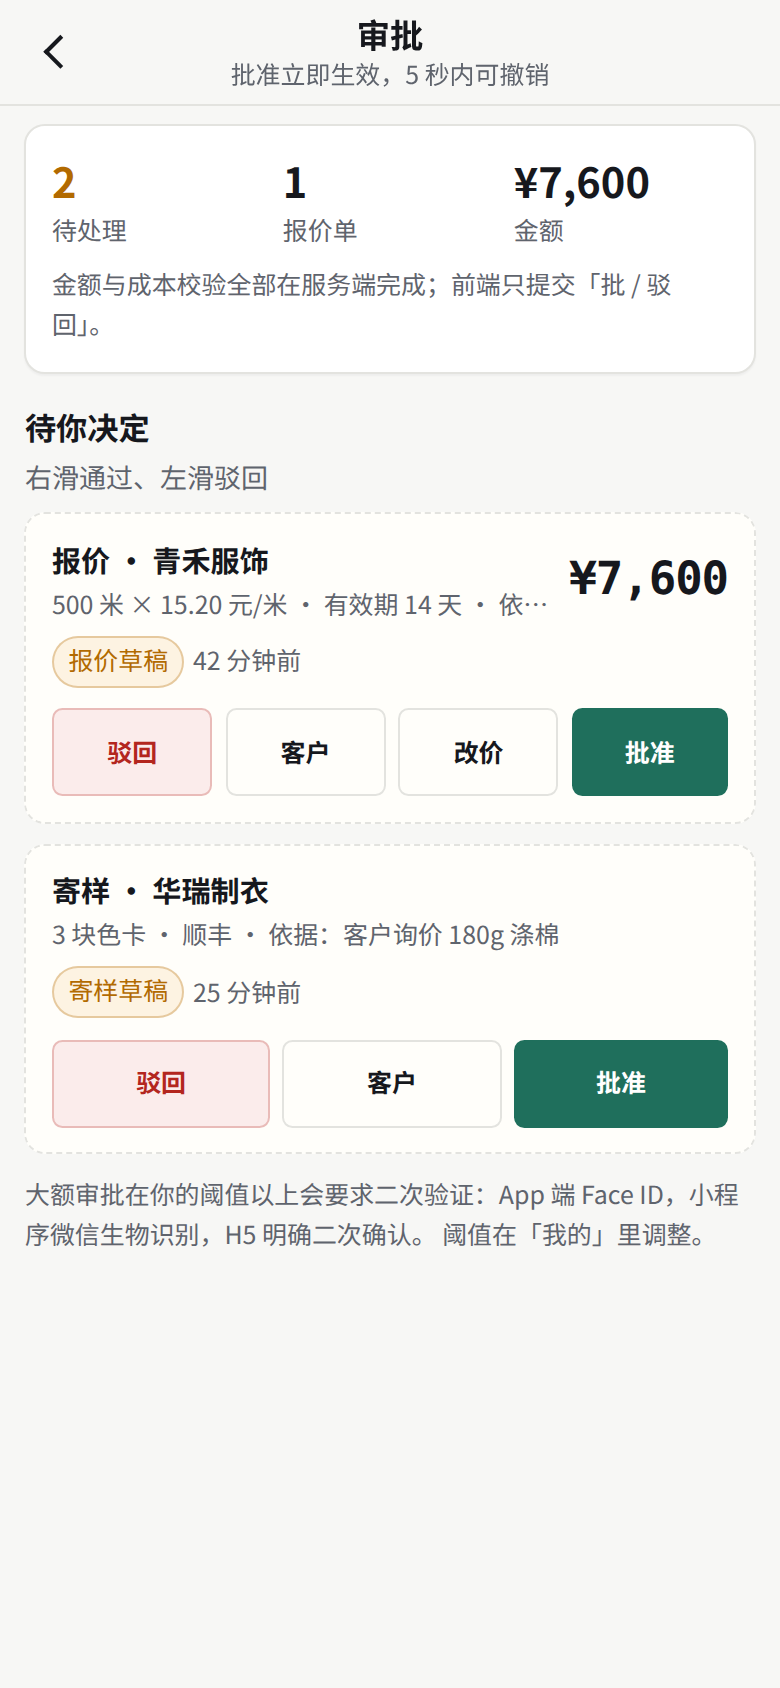 审批
批准立即生效，5 秒内可撤销
2
待处理
1
报价单
¥7,600
金额
金额与成本校验全部在服务端完成；前端只提交「批 / 驳
回」。
待你决定
右滑通过、左滑驳回
报价 · 青禾服饰
¥7,600
500 米 × 15.20 元/米 · 有效期 14 天 · 依…
报价草稿
42 分钟前
驳回
客户
改价
批准
寄样 · 华瑞制衣
3 块色卡 · 顺丰 · 依据：客户询价 180g 涤棉
寄样草稿
25 分钟前
驳回
客户
批准
大额审批在你的阈值以上会要求二次验证：App 端 Face ID，小程
序微信生物识别，H5 明确二次确认。 阈值在「我的」里调整。